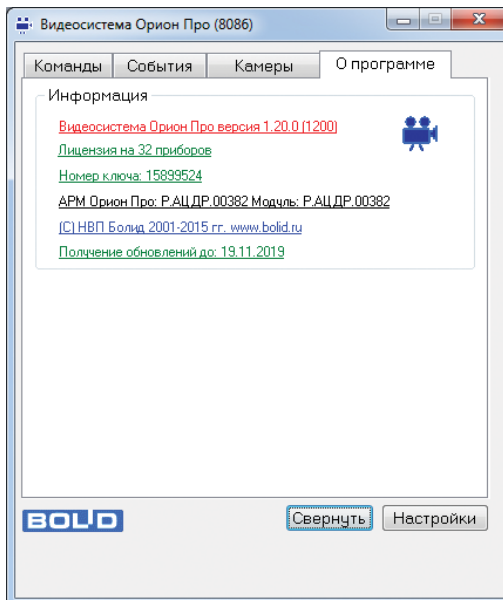 Видеосистема Орион Про (8086)
Команды События Камеры О программе
Информация
Видеосистема Орион Про версия 1.20.0 (1200)
Лицензия на 32 приборов
Номер ключа: 15899524
АРМ Орион Про: Р.АЦДР.00382 Модуль: Р.АЦДР.00382
(С) НВП Болид 2001-2015 гг. www.bolid.ru
Получение обновлений до: 19.11.2019
BOLID
Свернуть Настройки